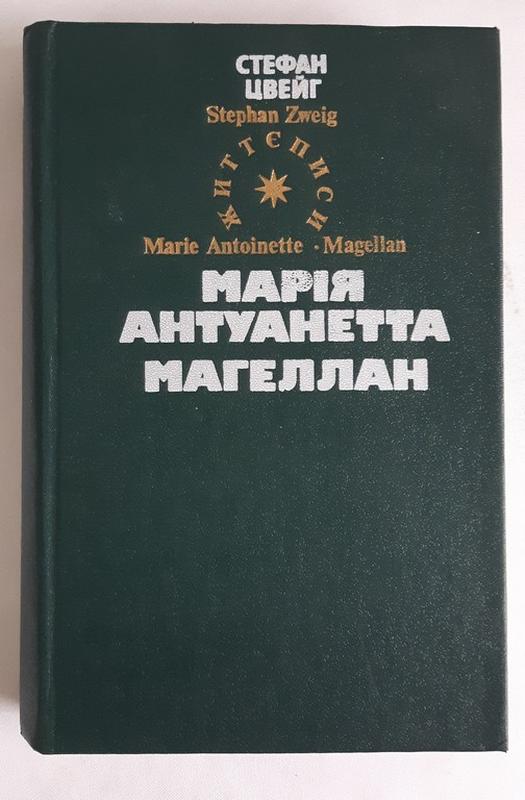 СТЕФАН
ЦВЕЙГ
Stephan Zweig
ЖИТТЄПИСИ
Marie Antoinette · Magellan
МАРІЯ
АНТУАНЕТТА
МАГЕЛЛАН